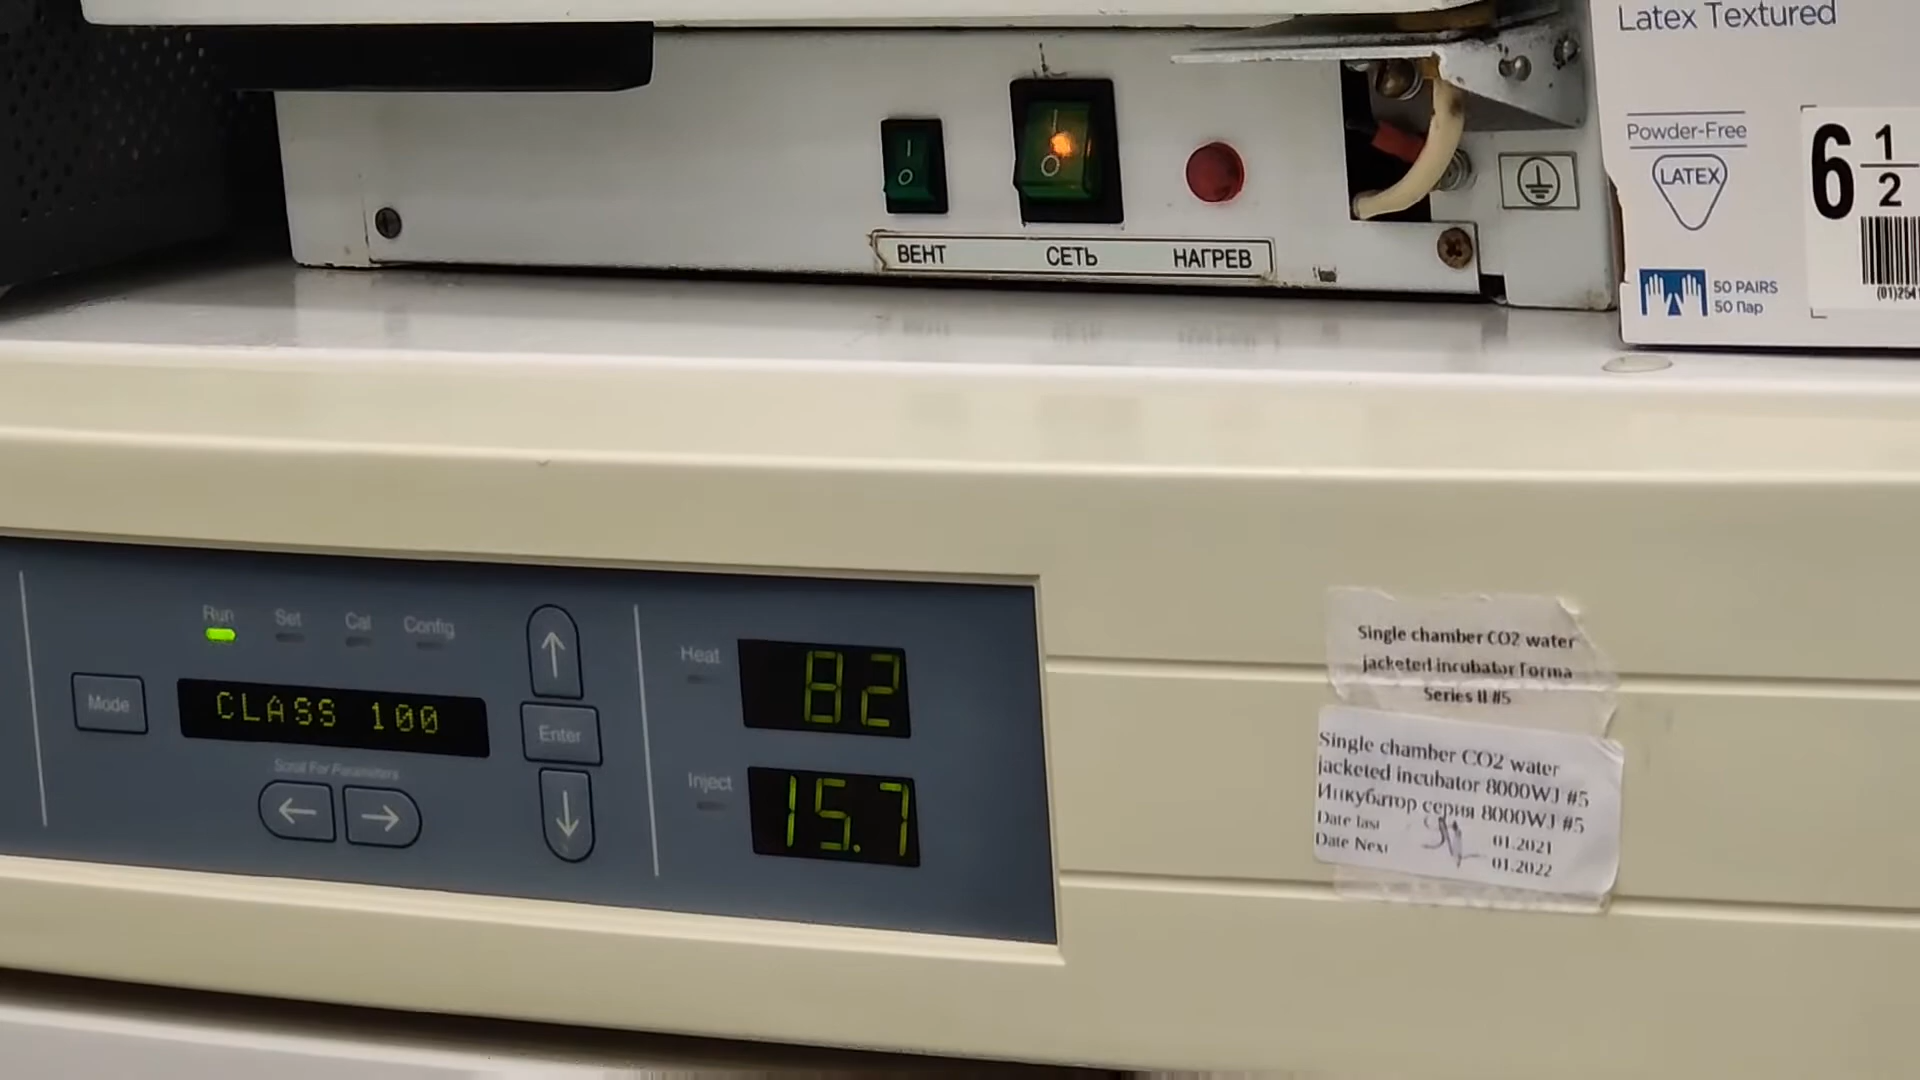 Latex Textured
Powder-Free
LATEX
6 1/2
50 PAIRS
50 Пар
I
O
I
O
ВЕНТ
СЕТЬ
НАГРЕВ
Run
Set
Cal
Config
Mode
CLASS 100
Enter
Scroll For Parameters
Heat
82
Inject
15.7
Single chamber CO2 water
jacketed incubator Forma
Series II #5
Single chamber CO2 water
jacketed incubator 8000WJ #5
Инкубатор серия 8000WJ #5
Date last 01.2021
Date Next 01.2022